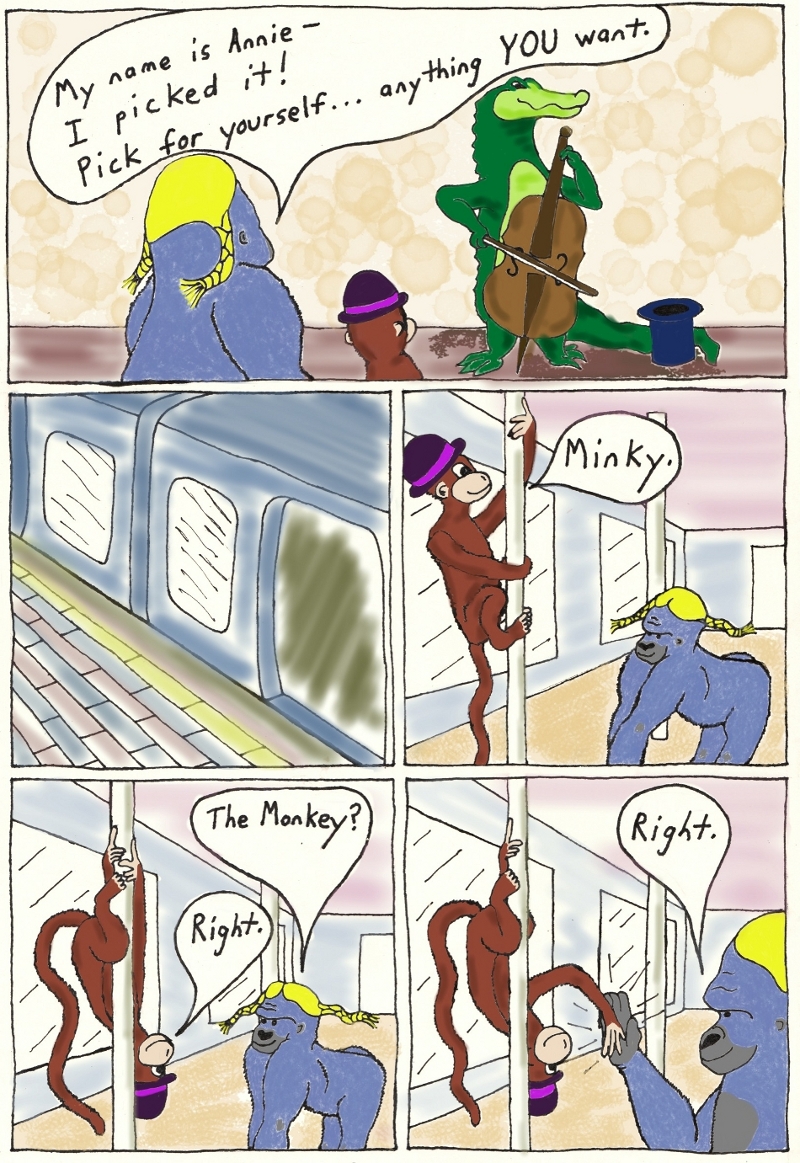 My name is Annie—
I picked it!
Pick for yourself... anything YOU want.
Minky.
The Monkey?
Right.
Right.